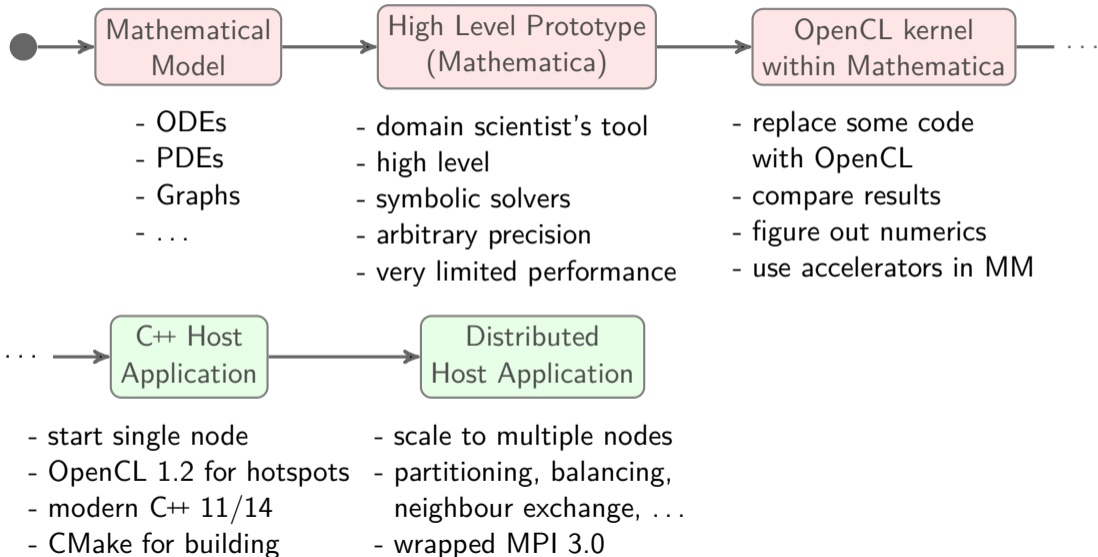 Mathematical
Model
High Level Prototype
(Mathematica)
OpenCL kernel
within Mathematica
...
- ODEs
- PDEs
- Graphs
- ...
- domain scientist's tool
- high level
- symbolic solvers
- arbitrary precision
- very limited performance
- replace some code
with OpenCL
- compare results
- figure out numerics
- use accelerators in MM
...
C++ Host
Application
Distributed
Host Application
- start single node
- OpenCL 1.2 for hotspots
- modern C++ 11/14
- CMake for building
- scale to multiple nodes
- partitioning, balancing,
neighbour exchange, ...
- wrapped MPI 3.0